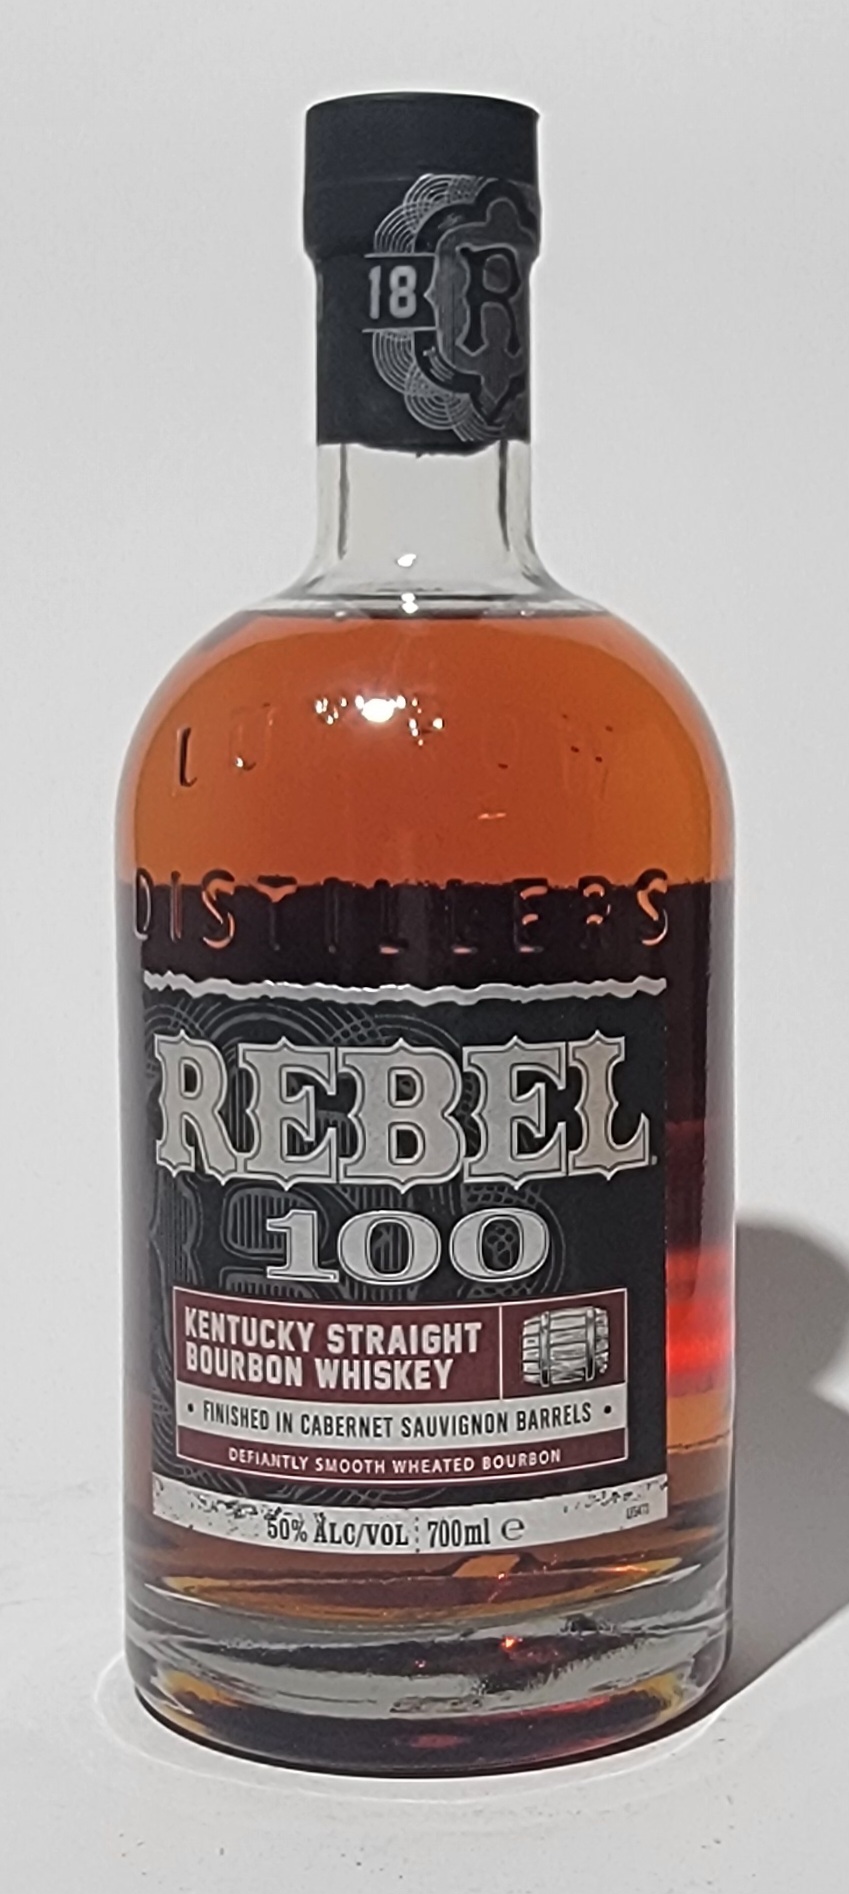 18 R
DISTILLERS
REBEL
100
KENTUCKY STRAIGHT
BOURBON WHISKEY
• FINISHED IN CABERNET SAUVIGNON BARRELS •
DEFIANTLY SMOOTH WHEATED BOURBON
50% ALC/VOL 700ml ℮